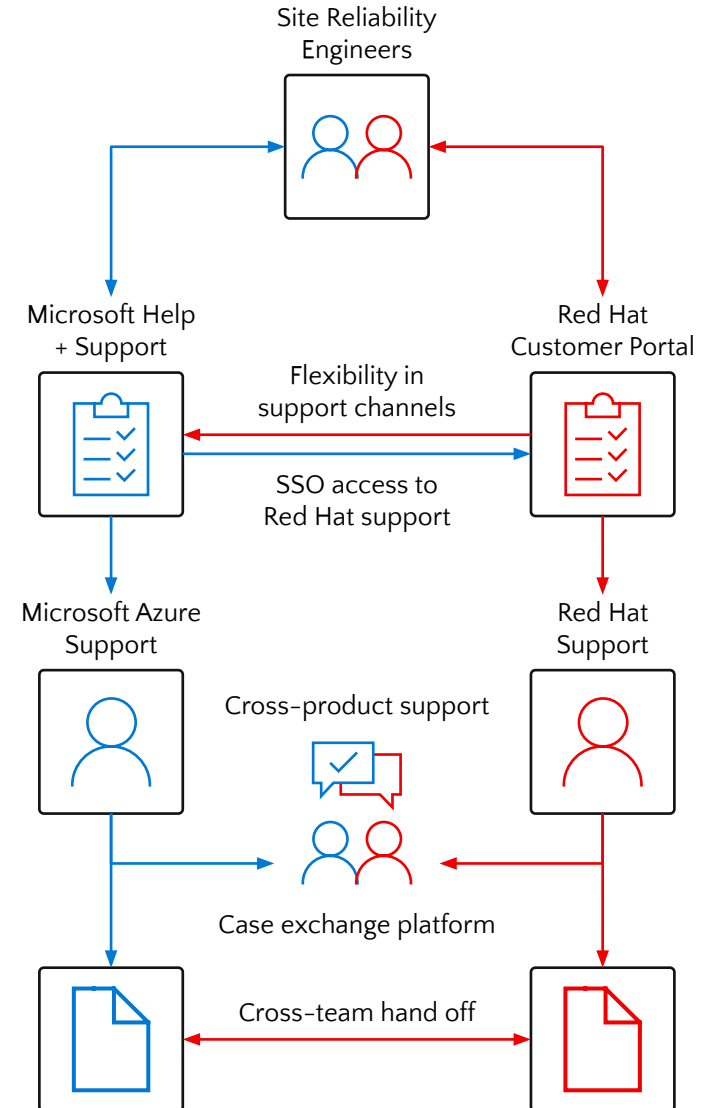 Site Reliability
Engineers
Microsoft Help
+ Support
Red Hat
Customer Portal
Flexibility in
support channels
SSO access to
Red Hat support
Microsoft Azure
Support
Red Hat
Support
Cross-product support
Case exchange platform
Cross-team hand off